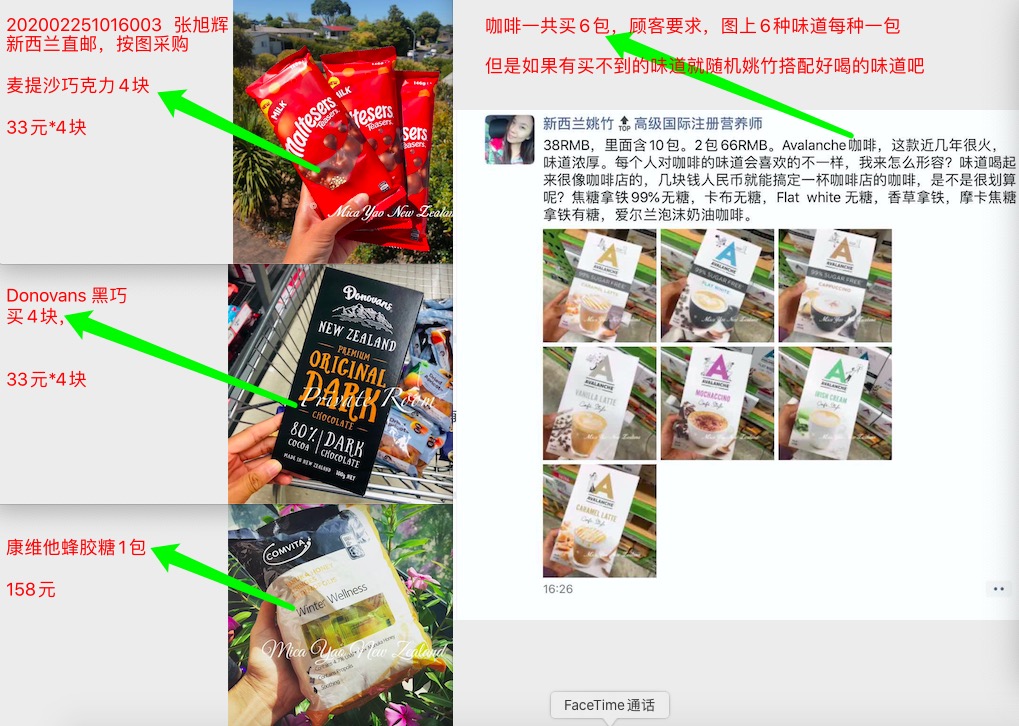 202002251016003 张旭辉
新西兰直邮，按图采购
麦提沙巧克力4块
33元*4块
MILK
Maltesers
Teasers
Maltesers
Teasers
sers
Mica Yao New Zealan
Donovans 黑巧
买4块，
33元*4块
Donovans
NEW ZEALAND
PREMIUM
ORIGINAL
DARK
CHOCOLATE
80% DARK
COCOA CHOCOLATE
MADE IN NEW ZEALAND 100g NET
Private Room
康维他蜂胶糖1包
158元
COMVITA
Winter Wellness
Mica Yao New Zealand
咖啡一共买6包，顾客要求，图上6种味道每种一包
但是如果有买不到的味道就随机姚竹搭配好喝的味道吧
新西兰姚竹 TOP 高级国际注册营养师
38RMB，里面含10包。2包66RMB。Avalanche咖啡，这款近几年很火，
味道浓厚。每个人对咖啡的味道会喜欢的不一样，我来怎么形容？味道喝起
来很像咖啡店的，几块钱人民币就能搞定一杯咖啡店的咖啡，是不是很划算
呢？焦糖拿铁99%无糖，卡布无糖，Flat white 无糖，香草拿铁，摩卡焦糖
拿铁有糖，爱尔兰泡沫奶油咖啡。
AVALANCHE
99% SUGAR FREE
CARAMEL LATTE
AVALANCHE
99% SUGAR FREE
FLAT WHITE
AVALANCHE
99% SUGAR FREE
CAPPUCCINO
AVALANCHE
VANILLA LATTE
Café Style
AVALANCHE
MOCHACCINO
Café Style
AVALANCHE
IRISH CREAM
Café Style
AVALANCHE
CARAMEL LATTE
Café Style
16:26
FaceTime通话